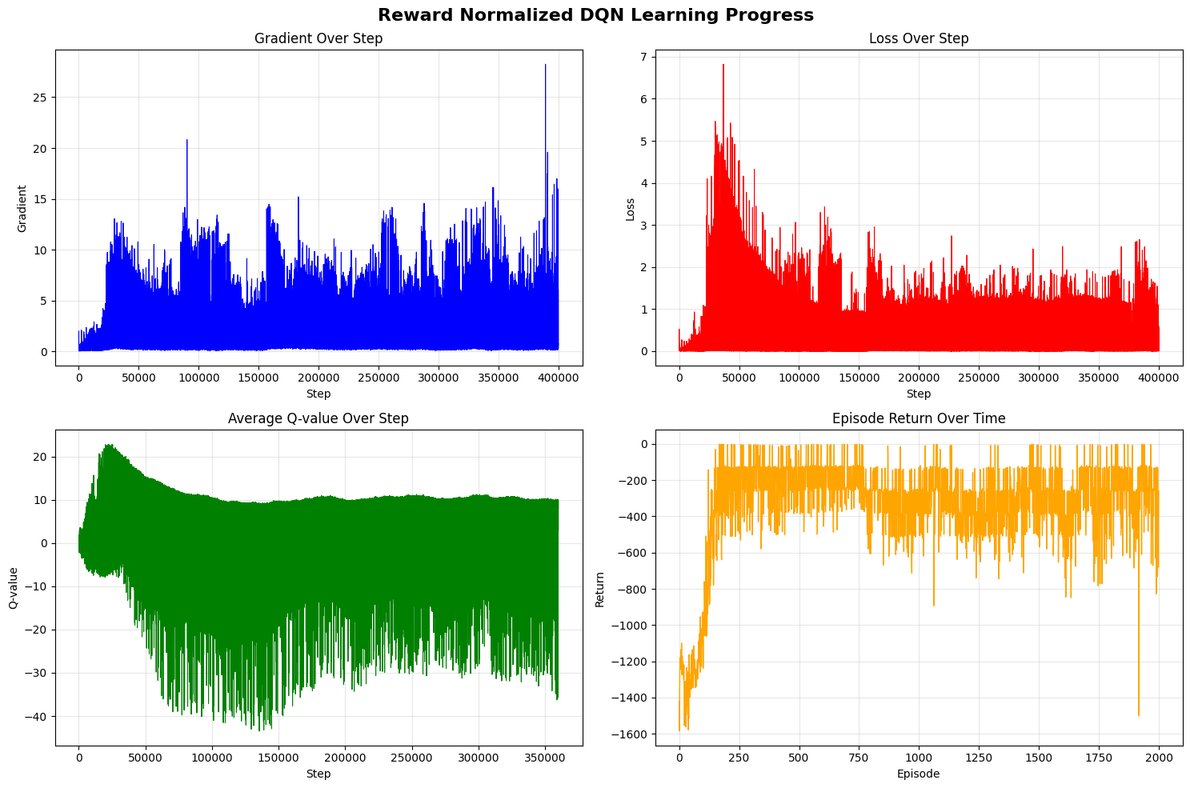 Reward Normalized DQN Learning Progress
Gradient Over Step
Gradient
25
20
15
10
5
0
0 50000 100000 150000 200000 250000 300000 350000 400000
Step
Loss Over Step
Loss
7
6
5
4
3
2
1
0
0 50000 100000 150000 200000 250000 300000 350000 400000
Step
Average Q-value Over Step
Q-value
20
10
0
−10
−20
−30
−40
0 50000 100000 150000 200000 250000 300000 350000
Step
Episode Return Over Time
Return
0
−200
−400
−600
−800
−1000
−1200
−1400
−1600
0 250 500 750 1000 1250 1500 1750 2000
Episode